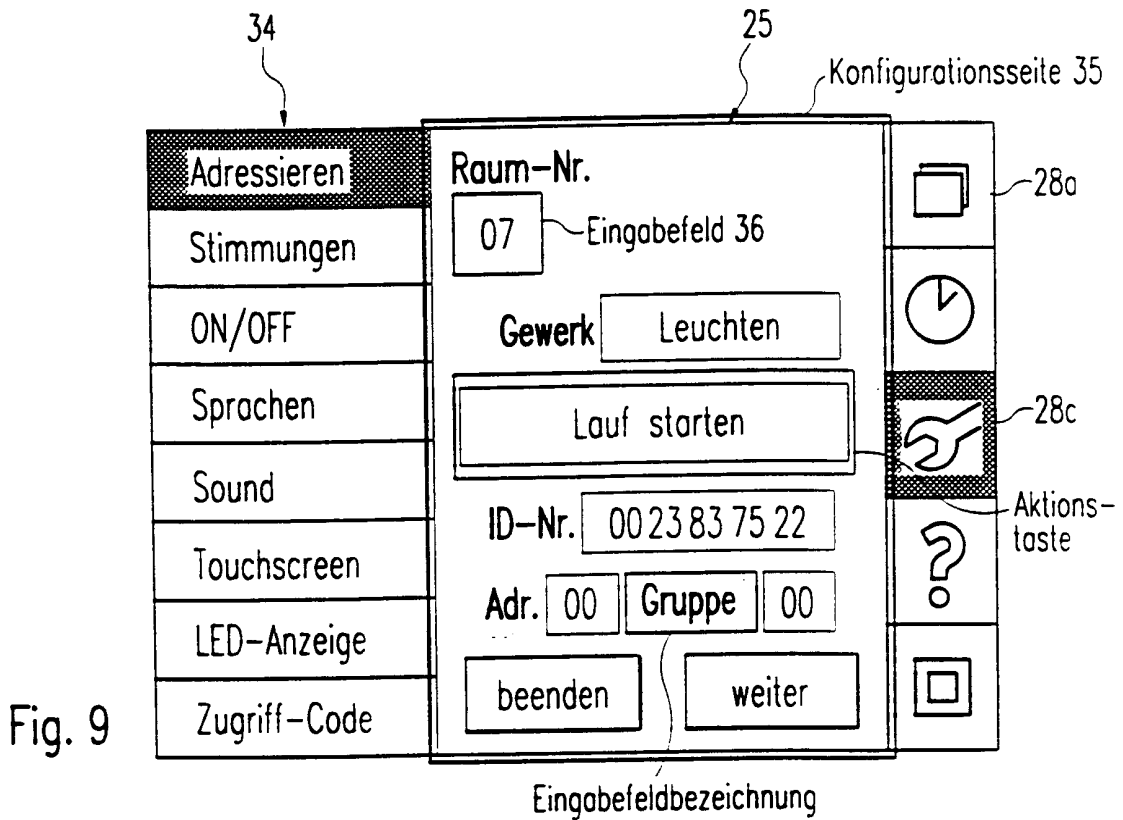 34
25
Konfigurationsseite 35
Adressieren
Stimmungen
ON/OFF
Sprachen
Sound
Touchscreen
LED-Anzeige
Zugriff-Code
Raum-Nr.
07
Eingabefeld 36
Gewerk Leuchten
Lauf starten
ID-Nr. 00 23 83 75 22
Adr. 00 Gruppe 00
beenden weiter
28a
28c
?
Aktions-
taste
Fig. 9
Eingabefeldbezeichnung